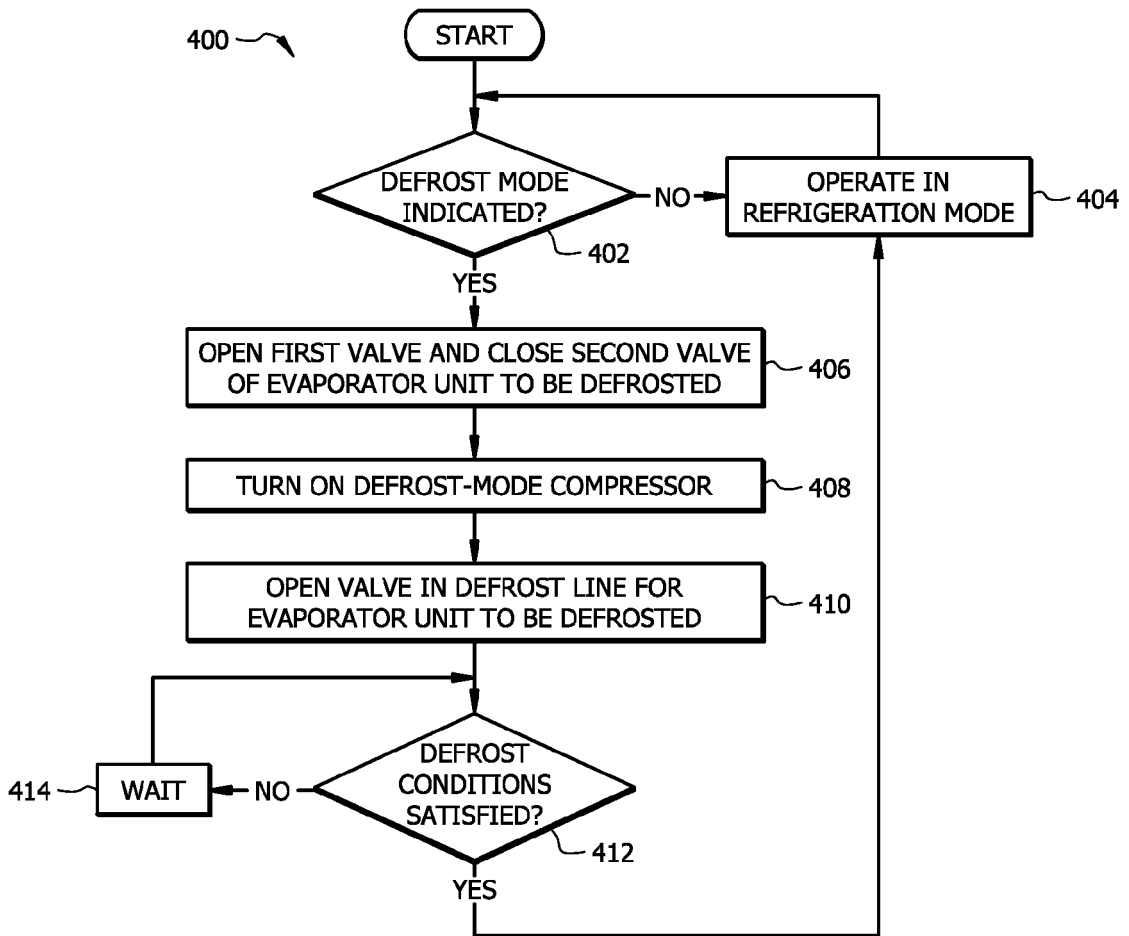 400
START
DEFROST MODE
INDICATED?
402
NO
OPERATE IN
REFRIGERATION MODE
404
YES
OPEN FIRST VALVE AND CLOSE SECOND VALVE
OF EVAPORATOR UNIT TO BE DEFROSTED
406
TURN ON DEFROST-MODE COMPRESSOR
408
OPEN VALVE IN DEFROST LINE FOR
EVAPORATOR UNIT TO BE DEFROSTED
410
DEFROST
CONDITIONS
SATISFIED?
412
NO
WAIT
414
YES